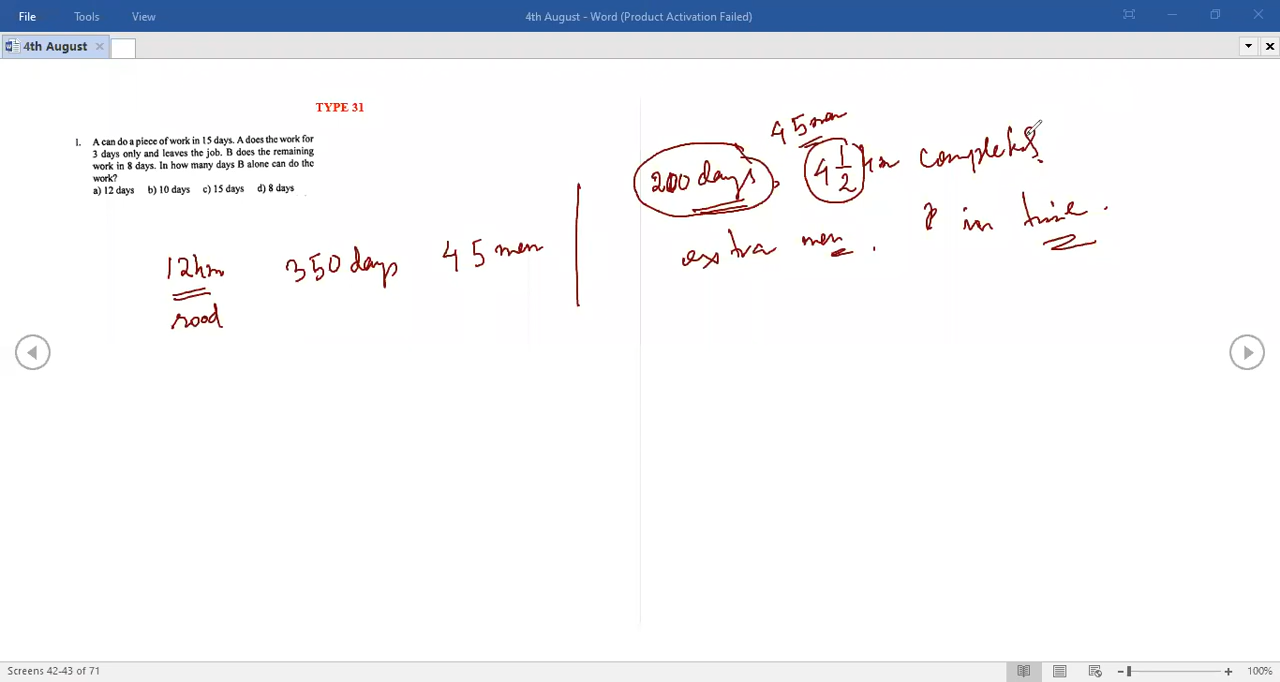 File Tools View 4th August - Word (Product Activation Failed)
4th August
TYPE 31
1. A can do a piece of work in 15 days. A does the work for
3 days only and leaves the job. B does the remaining
work in 8 days. In how many days B alone can do the
work?
a) 12 days b) 10 days c) 15 days d) 8 days
12km 350 days 45 men
road
45 men
200 days, 4 1/2 km completed
extra men. ? in time.
Screens 42-43 of 71 100%